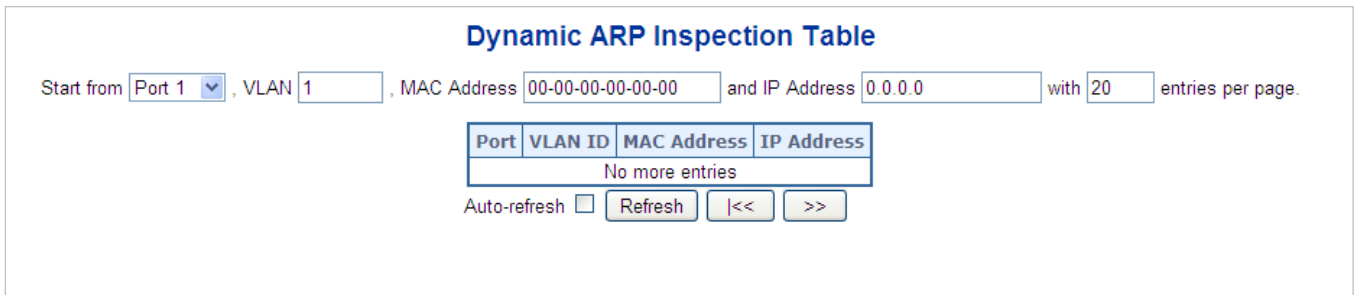 Dynamic ARP Inspection Table
Start from Port 1 , VLAN 1 , MAC Address 00-00-00-00-00-00 and IP Address 0.0.0.0 with 20 entries per page.
Port VLAN ID MAC Address IP Address
No more entries
Auto-refresh Refresh |<< >>